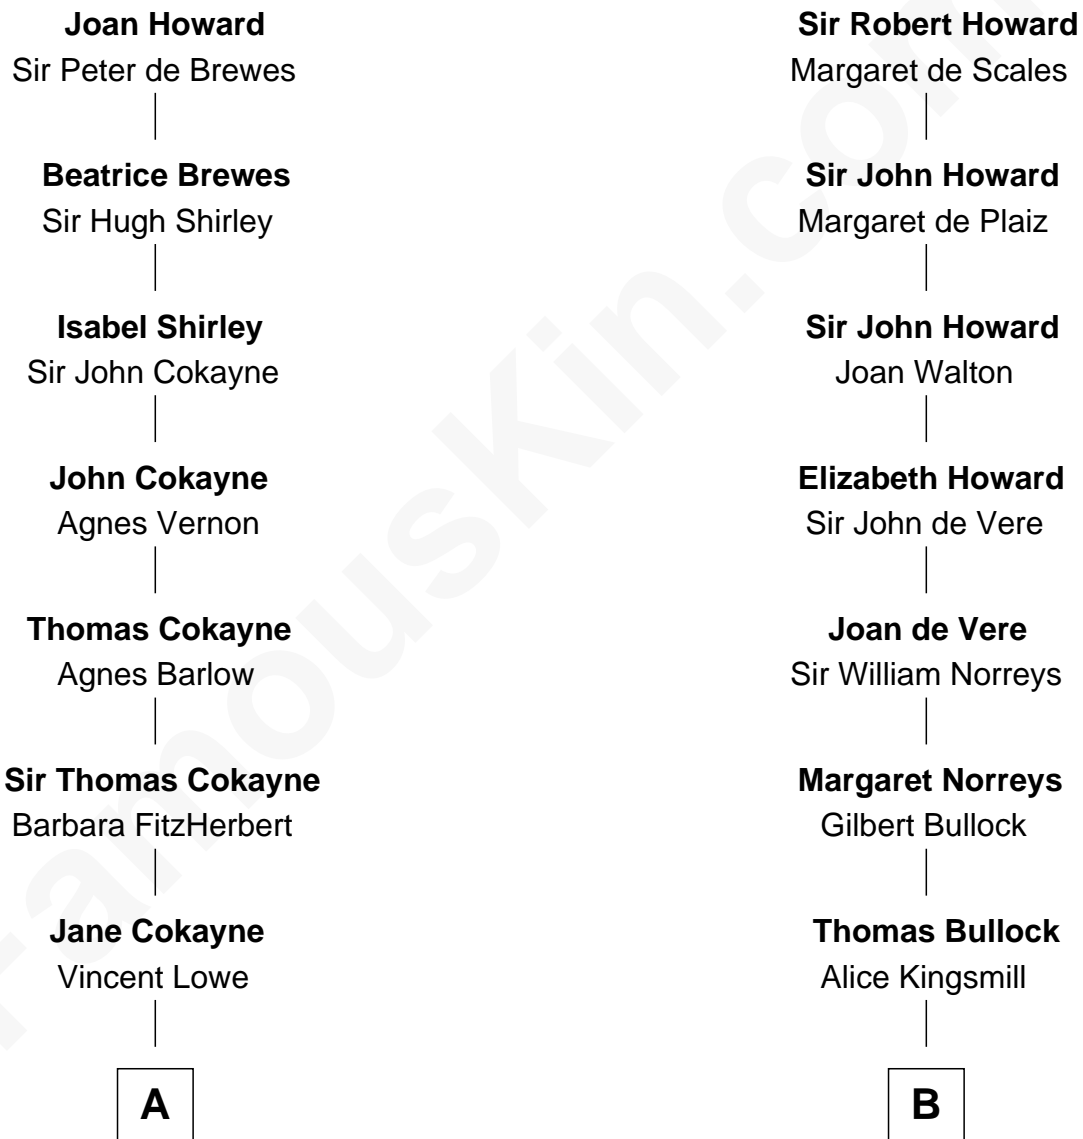 Joan Howard
Sir Peter de Brewes
Beatrice Brewes
Sir Hugh Shirley
Isabel Shirley
Sir John Cokayne
John Cokayne
Agnes Vernon
Thomas Cokayne
Agnes Barlow
Sir Thomas Cokayne
Barbara FitzHerbert
Jane Cokayne
Vincent Lowe
A
Sir Robert Howard
Margaret de Scales
Sir John Howard
Margaret de Plaiz
Sir John Howard
Joan Walton
Elizabeth Howard
Sir John de Vere
Joan de Vere
Sir William Norreys
Margaret Norreys
Gilbert Bullock
Thomas Bullock
Alice Kingsmill
B
FamousKin.com